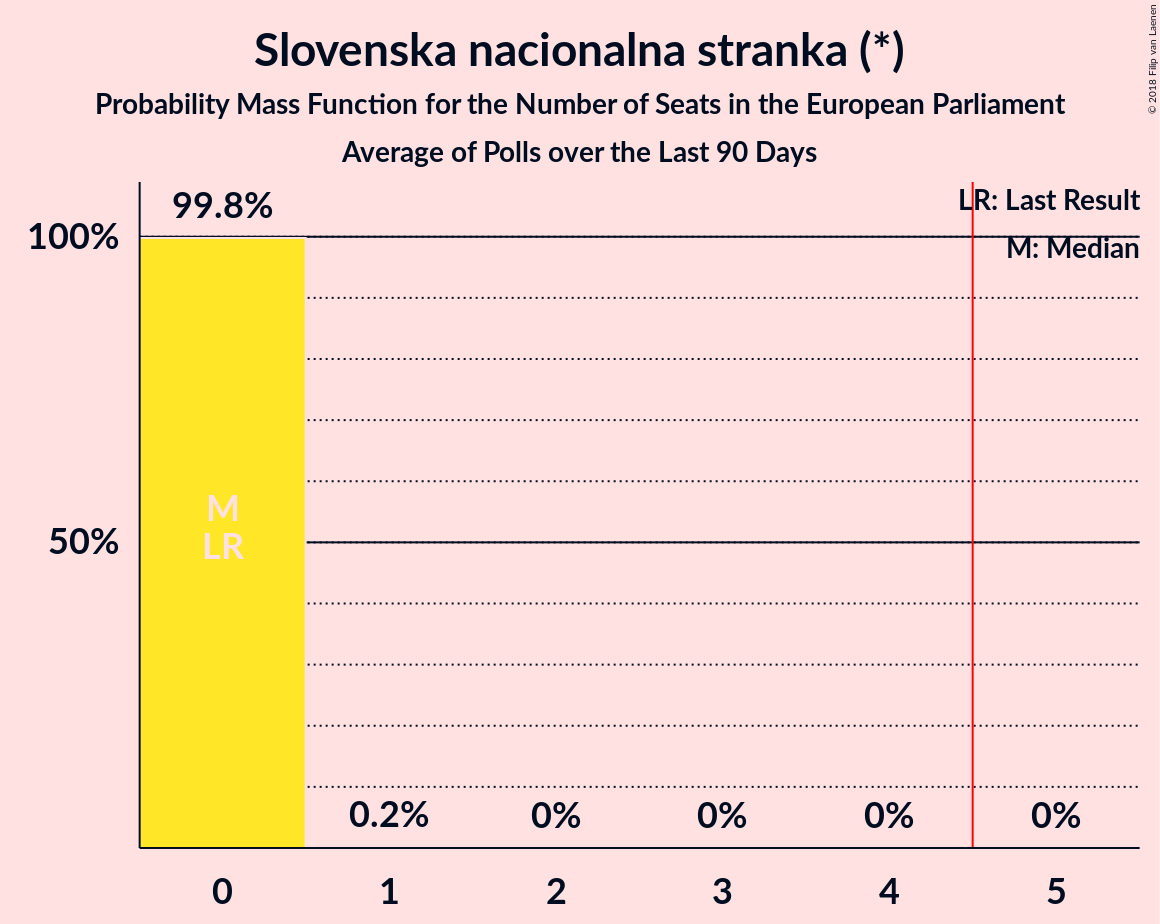 Slovenska nacionalna stranka (*)
Probability Mass Function for the Number of Seats in the European Parliament
Average of Polls over the Last 90 Days
© 2018 Filip van Laenen
99.8%
LR: Last Result
100%
M: Median
M
LR
50%
0.2%
0%
0%
0%
0%
0
1
2
3
4
5